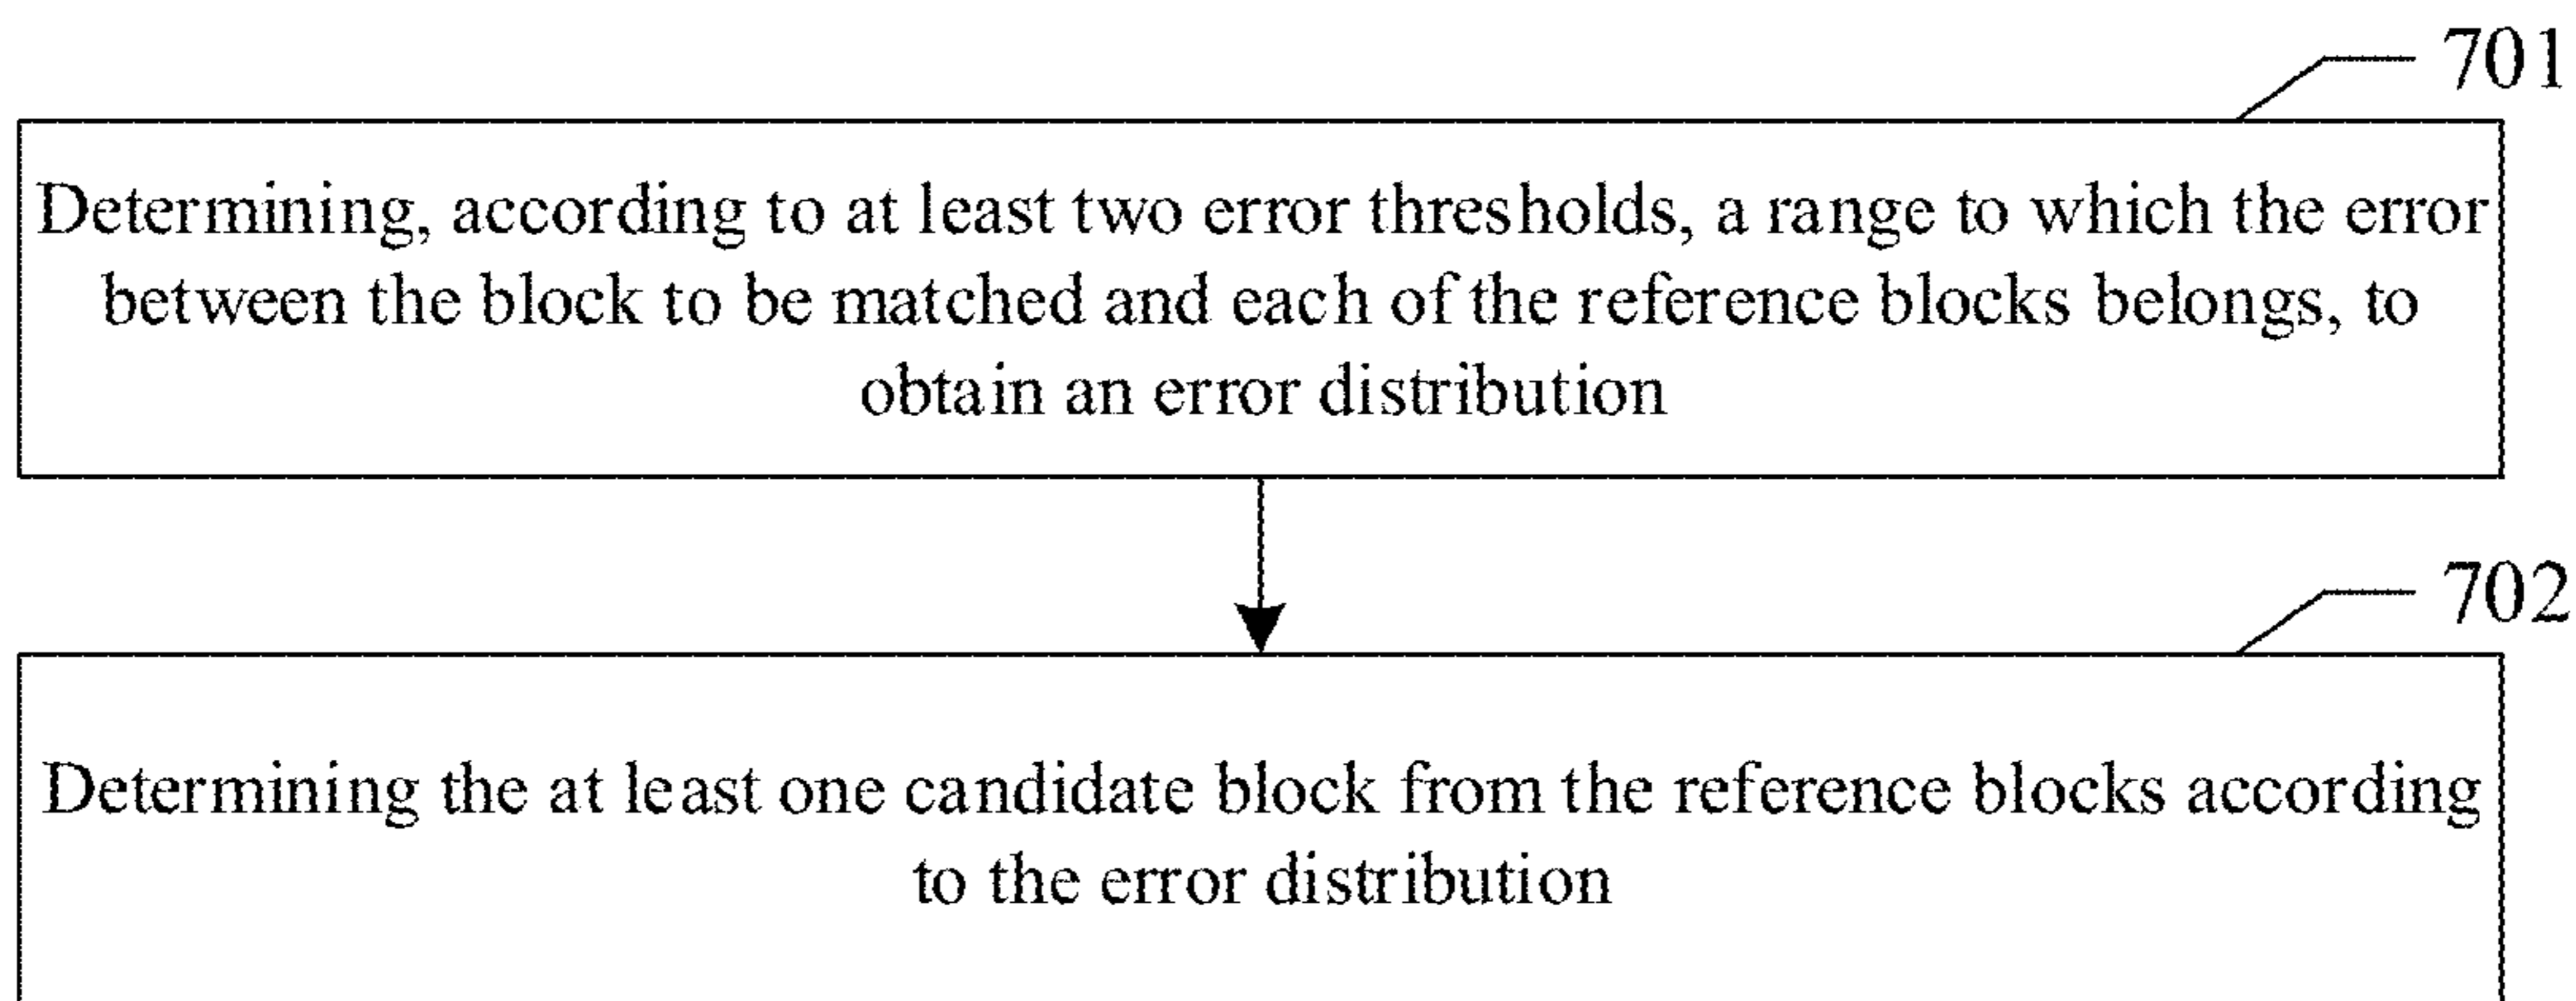 701
Determining, according to at least two error thresholds, a range to which the error
between the block to be matched and each of the reference blocks belongs, to
obtain an error distribution
702
Determining the at least one candidate block from the reference blocks according
to the error distribution